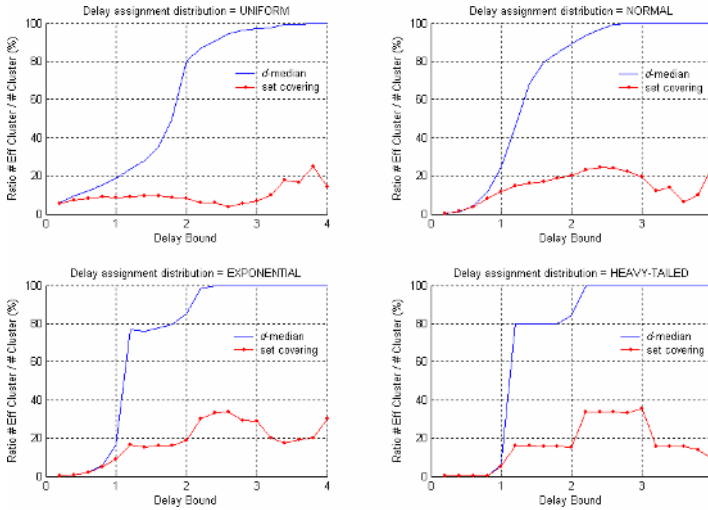 Delay assignment distribution = UNIFORM
Ratio # Eff Cluster / # Cluster (%)
100
80
60
40
20
0
d-median
set covering
0 1 2 3 4
Delay Bound
Delay assignment distribution = NORMAL
Ratio # Eff Cluster / # Cluster (%)
100
80
60
40
20
0
d-median
set covering
0 1 2 3
Delay Bound
Delay assignment distribution = EXPONENTIAL
Ratio # Eff Cluster / # Cluster (%)
100
80
60
40
20
0
d-median
set covering
0 1 2 3 4
Delay Bound
Delay assignment distribution = HEAVY-TAILED
Ratio # Eff Cluster / # Cluster (%)
100
80
60
40
20
0
d-median
set covering
0 1 2 3
Delay Bound